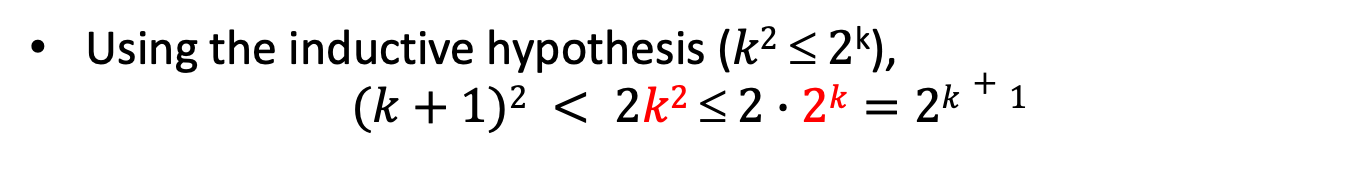 • Using the inductive hypothesis (k² ≤ 2ᵏ),
(k + 1)² < 2k² ≤ 2 · 2ᵏ = 2ᵏ ⁺ ¹